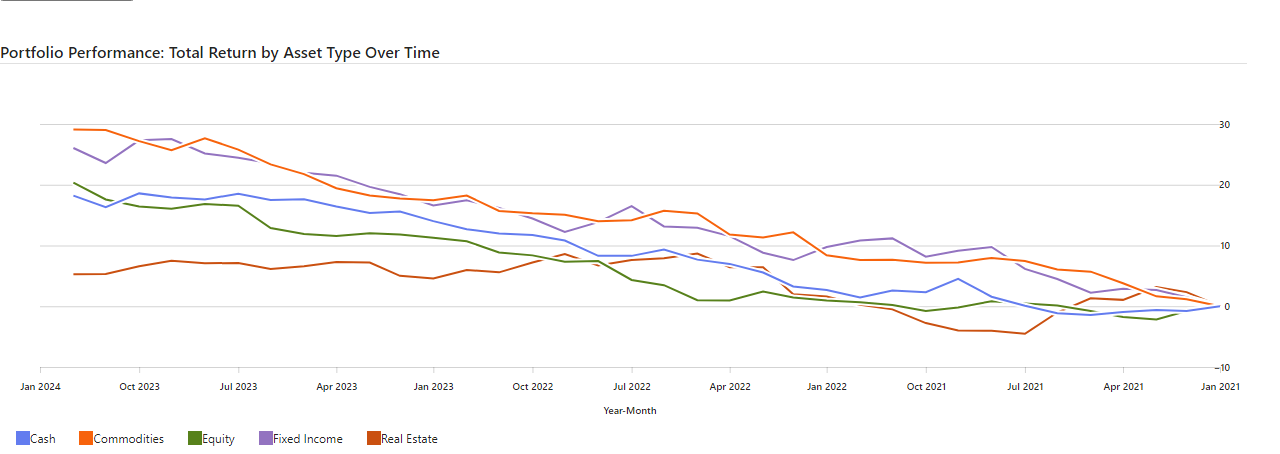 Portfolio Performance: Total Return by Asset Type Over Time
30
20
10
0
−10
Jan 2024 Oct 2023 Jul 2023 Apr 2023 Jan 2023 Oct 2022 Jul 2022 Apr 2022 Jan 2022 Oct 2021 Jul 2021 Apr 2021 Jan 2021
Year-Month
Cash Commodities Equity Fixed Income Real Estate